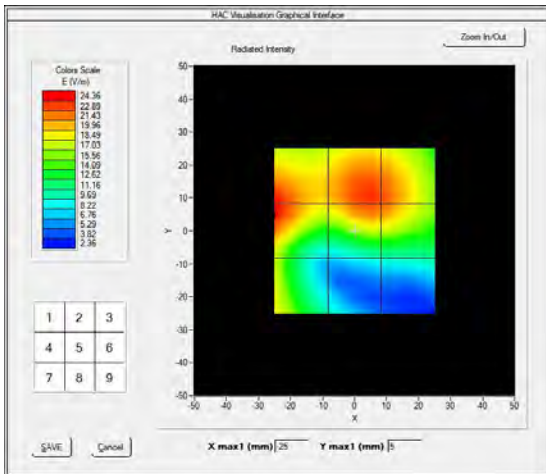 HAC Visualisation Graphical Interface
Zoom In/Out
Radiated Intensity
Colors Scale
E (V/m)
24.36
22.89
21.43
19.96
18.49
17.03
15.56
14.09
12.62
11.16
9.69
8.22
6.76
5.29
3.82
2.36
50
40
30
20
10
0
-10
-20
-30
-40
-50
Y
-50 -40 -30 -20 -10 0 10 20 30 40 50
X
1 2 3
4 5 6
7 8 9
SAVE Cancel X max1 (mm) -25 Y max1 (mm) 5